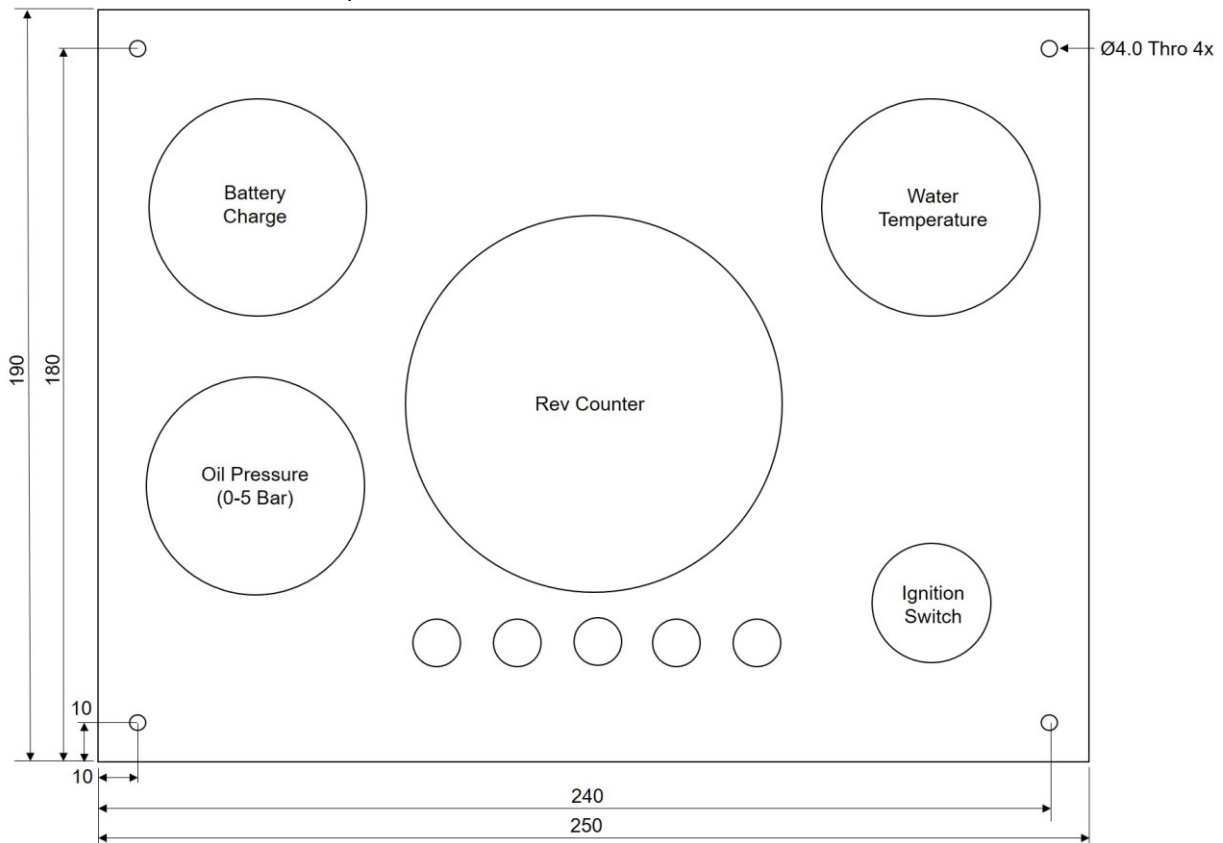 Ø4.0 Thro 4x
Battery
Charge
Water
Temperature
190
180
Rev Counter
Oil Pressure
(0-5 Bar)
Ignition
Switch
10
10
240
250